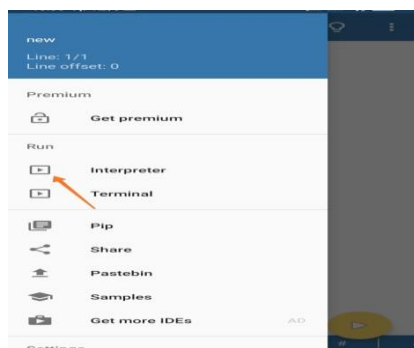 new
Line: 1/1
Line offset: 0
Premium
Get premium
Run
Interpreter
Terminal
Pip
Share
Pastebin
Samples
Get more IDEs AD
#